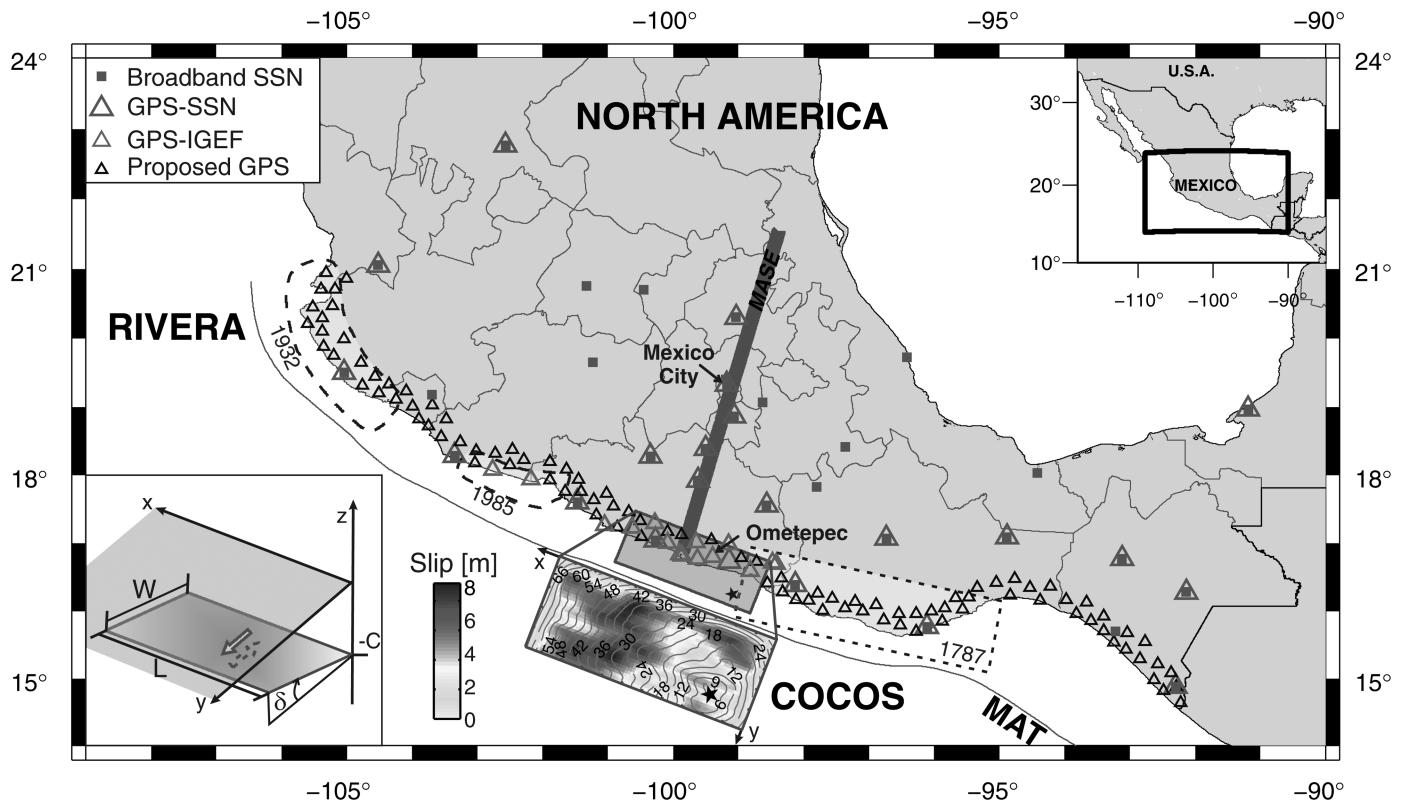 −105° −100° −95° −90°
24° 24°
Broadband SSN
GPS-SSN
GPS-IGEF
Proposed GPS
NORTH AMERICA
U.S.A.
30°
20°
MEXICO
10°
−110° −100° −90°
21° 21°
MASE
RIVERA
1932
Mexico
City
18° 18°
1985
Ometepec
x
z
W
L
-C
y
δ
Slip [m]
8
6
4
2
0
x
66 60 54 48 42 36 30 24 18
54 48 42 36 30 24 18 12 9 6 12 24
y
1787
COCOS
MAT
15° 15°
−105° −100° −95° −90°